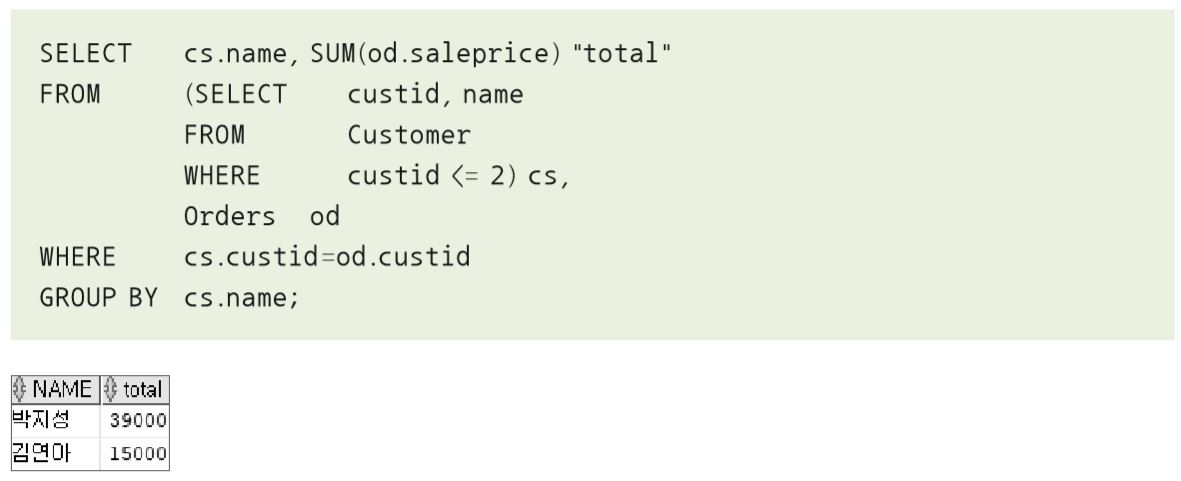 SELECT cs.name, SUM(od.saleprice) "total"
FROM (SELECT custid, name
FROM Customer
WHERE custid <= 2) cs,
Orders od
WHERE cs.custid=od.custid
GROUP BY cs.name;
NAME total
박지성 39000
김연아 15000